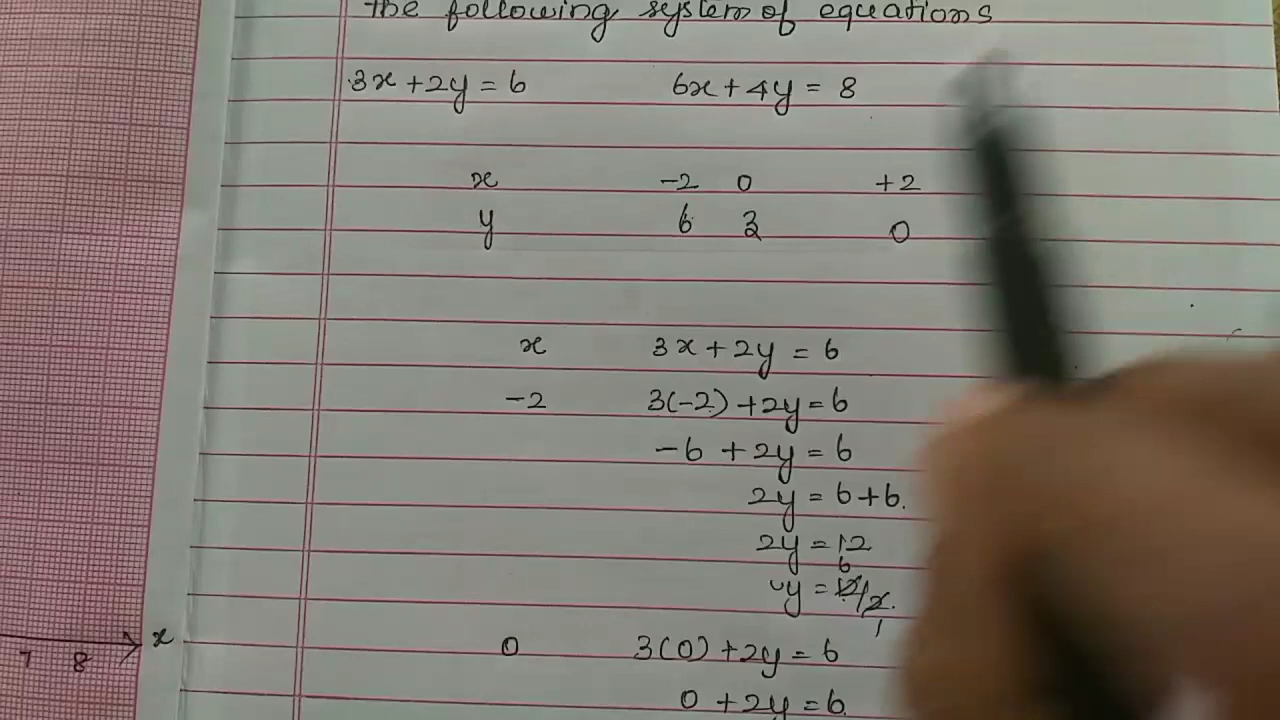 the following system of equations
3x + 2y = 6 6x + 4y = 8
x -2 0 +2
y 6 3 0
x 3x + 2y = 6
-2 3(-2) + 2y = 6
-6 + 2y = 6
2y = 6 + 6.
2y = 12
6
y = 12/2.
1
0 3(0) + 2y = 6
0 + 2y = 6
x
7 8